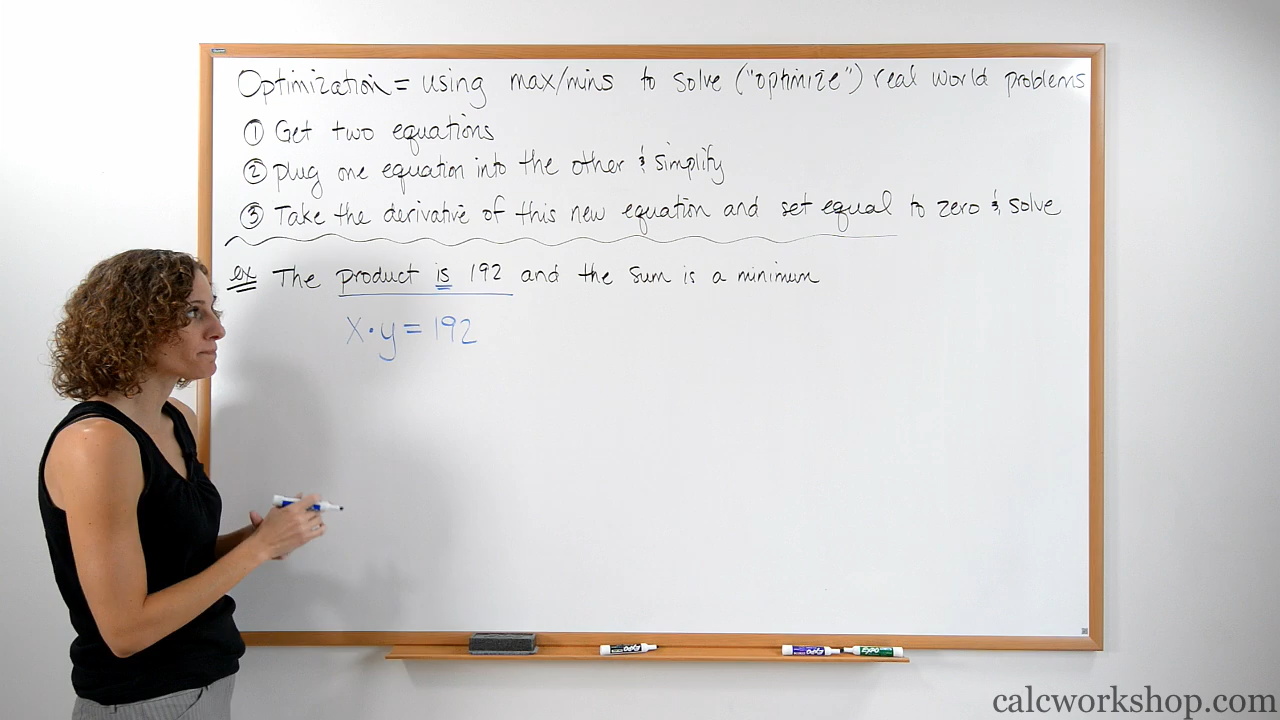 Optimization = using max/mins to solve ("optimize") real world problems
① Get two equations
② plug one equation into the other & simplify
③ Take the derivative of this new equation and set equal to zero & solve
ex The product is 192 and the sum is a minimum
x·y = 192
EXPO
calcworkshop.com